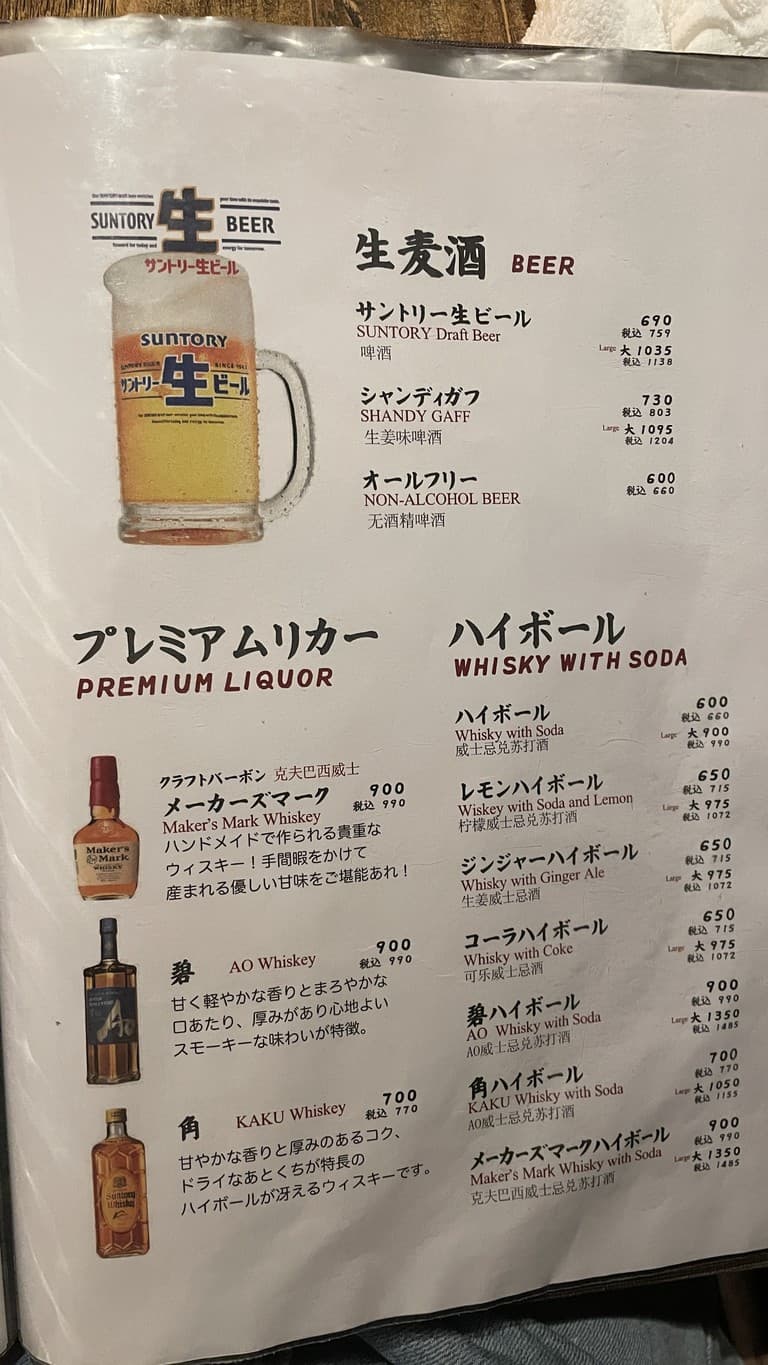 SUNTORY 生 BEER
サントリー生ビール
SUNTORY
サントリー生ビール
生麦酒 BEER
サントリー生ビール 690
SUNTORY Draft Beer 税込 759
啤酒 Large 大 1035
税込 1138
シャンディガフ 730
SHANDY GAFF 税込 803
生姜味啤酒 Large 大 1095
税込 1204
オールフリー 600
NON-ALCOHOL BEER 税込 660
无酒精啤酒
プレミアムリカー
PREMIUM LIQUOR
クラフトバーボン 克夫巴西威士
メーカーズマーク 900
Maker's Mark Whiskey 税込 990
ハンドメイドで作られる貴重な
ウィスキー！手間暇をかけて
産まれる優しい甘味をご堪能あれ！
Maker's
Mark
WHISKY
碧 AO Whiskey 900
税込 990
甘く軽やかな香りとまろやかな
口あたり、厚みがあり心地よい
スモーキーな味わいが特徴。
Ao
角 KAKU Whiskey 700
税込 770
甘やかな香りと厚みのあるコク、
ドライなあとくちが特長の
ハイボールが冴えるウィスキーです。
Suntory
Whisky
ハイボール
WHISKY WITH SODA
ハイボール 600
Whisky with Soda 税込 660
威士忌兑苏打酒 Large 大 900
税込 990
レモンハイボール 650
Wiskey with Soda and Lemon 税込 715
柠檬威士忌兑苏打酒 Large 大 975
税込 1072
ジンジャーハイボール 650
Whisky with Ginger Ale 税込 715
生姜威士忌酒 Large 大 975
税込 1072
コーラハイボール 650
Whisky with Coke 税込 715
可乐威士忌酒 Large 大 975
税込 1072
碧ハイボール 900
AO Whisky with Soda 税込 990
AO威士忌兑苏打酒 Large 大 1350
税込 1485
角ハイボール 700
KAKU Whisky with Soda 税込 770
AO威士忌兑苏打酒 Large 大 1050
税込 1155
メーカーズマークハイボール 900
Maker's Mark Whisky with Soda 税込 990
克夫巴西威士忌兑苏打酒 Large 大 1350
税込 1485